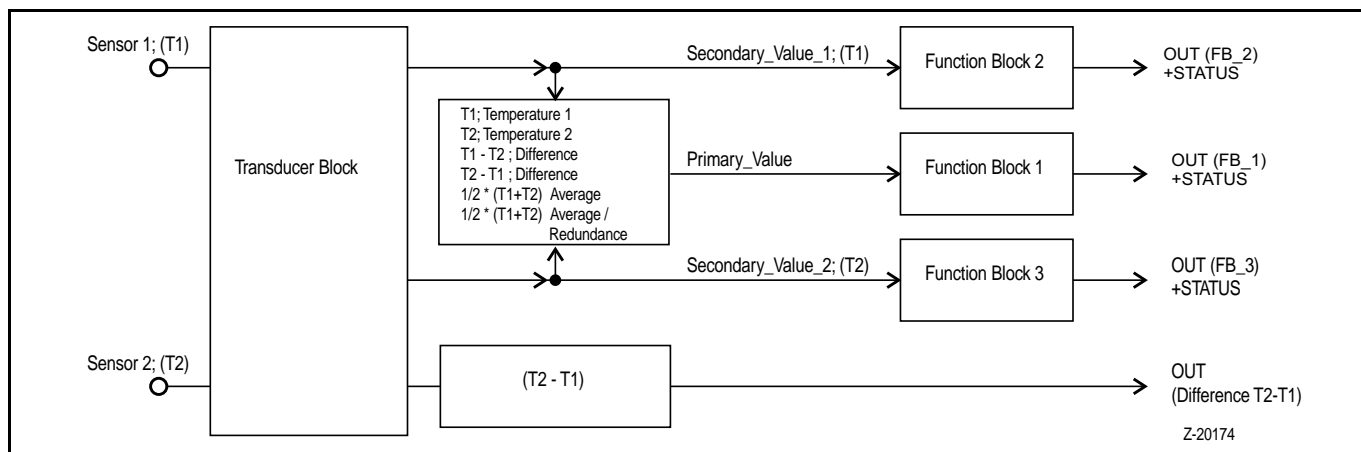 Sensor 1; (T1)
Transducer Block
Secondary_Value_1; (T1)
Function Block 2
OUT (FB_2)
+STATUS
T1; Temperature 1
T2; Temperature 2
T1 - T2 ; Difference
T2 - T1 ; Difference
1/2 * (T1+T2) Average
1/2 * (T1+T2) Average /
Redundance
Primary_Value
Function Block 1
OUT (FB_1)
+STATUS
Secondary_Value_2; (T2)
Function Block 3
OUT (FB_3)
+STATUS
Sensor 2; (T2)
(T2 - T1)
OUT
(Difference T2-T1)
Z-20174